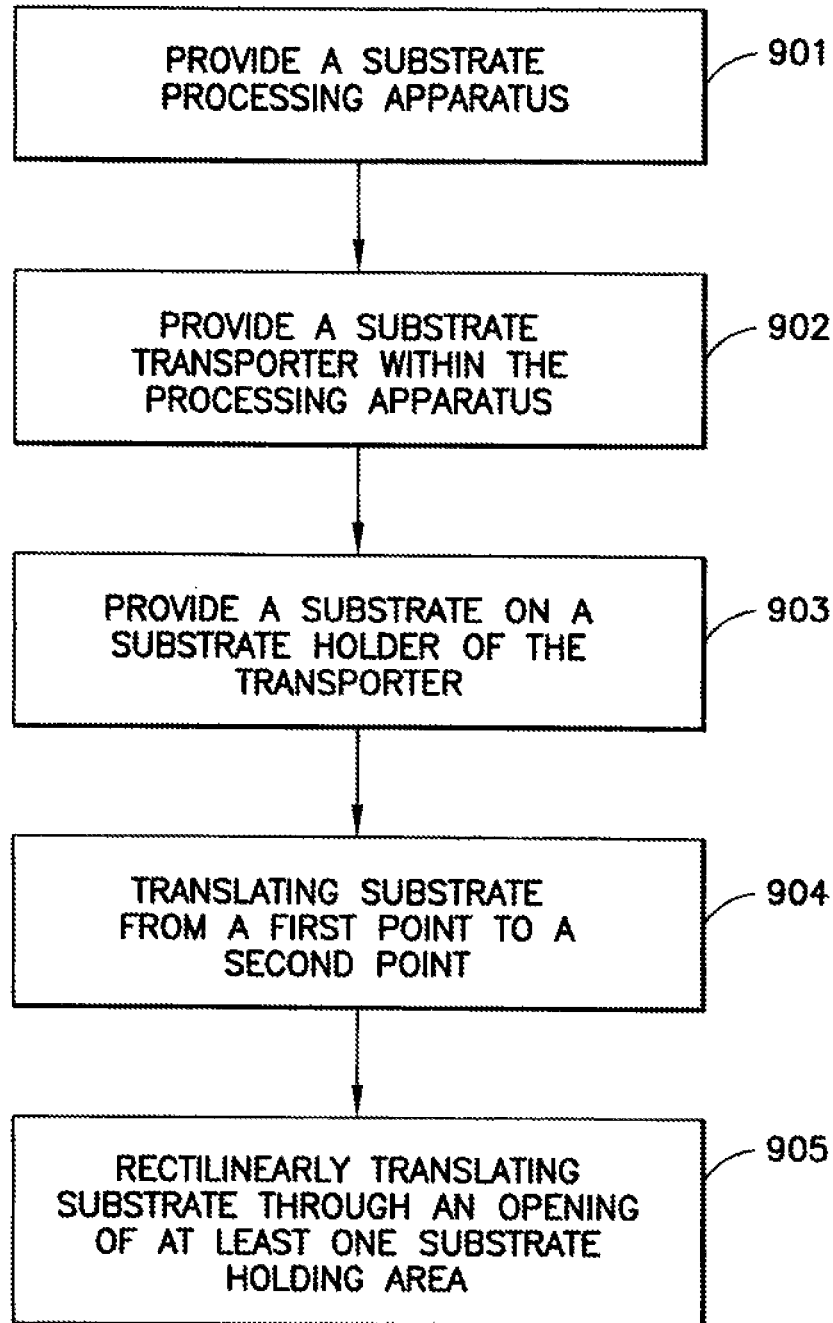 PROVIDE A SUBSTRATE
PROCESSING APPARATUS
901
PROVIDE A SUBSTRATE
TRANSPORTER WITHIN THE
PROCESSING APPARATUS
902
PROVIDE A SUBSTRATE ON A
SUBSTRATE HOLDER OF THE
TRANSPORTER
903
TRANSLATING SUBSTRATE
FROM A FIRST POINT TO A
SECOND POINT
904
RECTILINEARLY TRANSLATING
SUBSTRATE THROUGH AN OPENING
OF AT LEAST ONE SUBSTRATE
HOLDING AREA
905